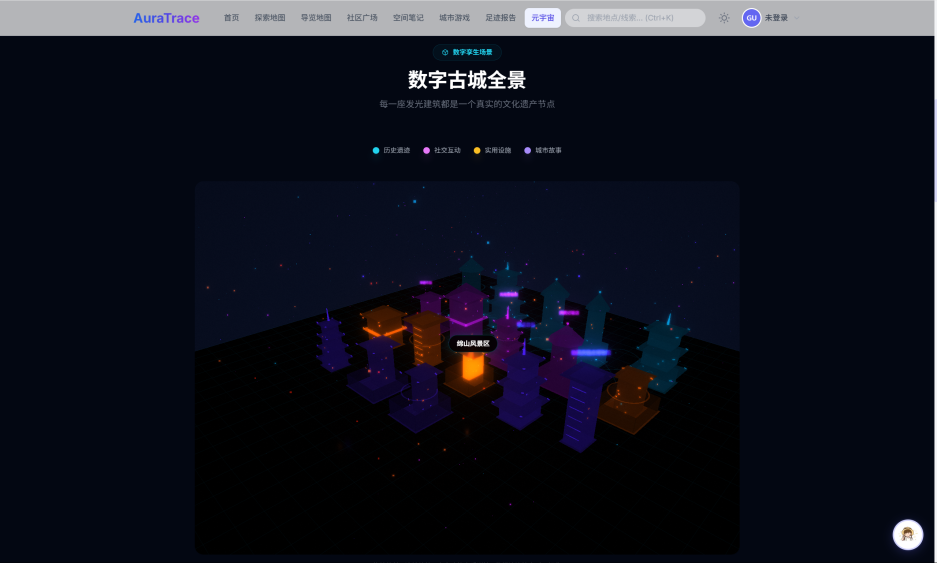 AuraTrace 首页 探索地图 导览地图 社区广场 空间笔记 城市游戏 足迹报告 元宇宙 搜索地点/线索... (Ctrl+K) GU 未登录
数字孪生场景
数字古城全景
每一座发光建筑都是一个真实的文化遗产节点
历史遗迹 社交互动 实用设施 城市故事
绵山风景区